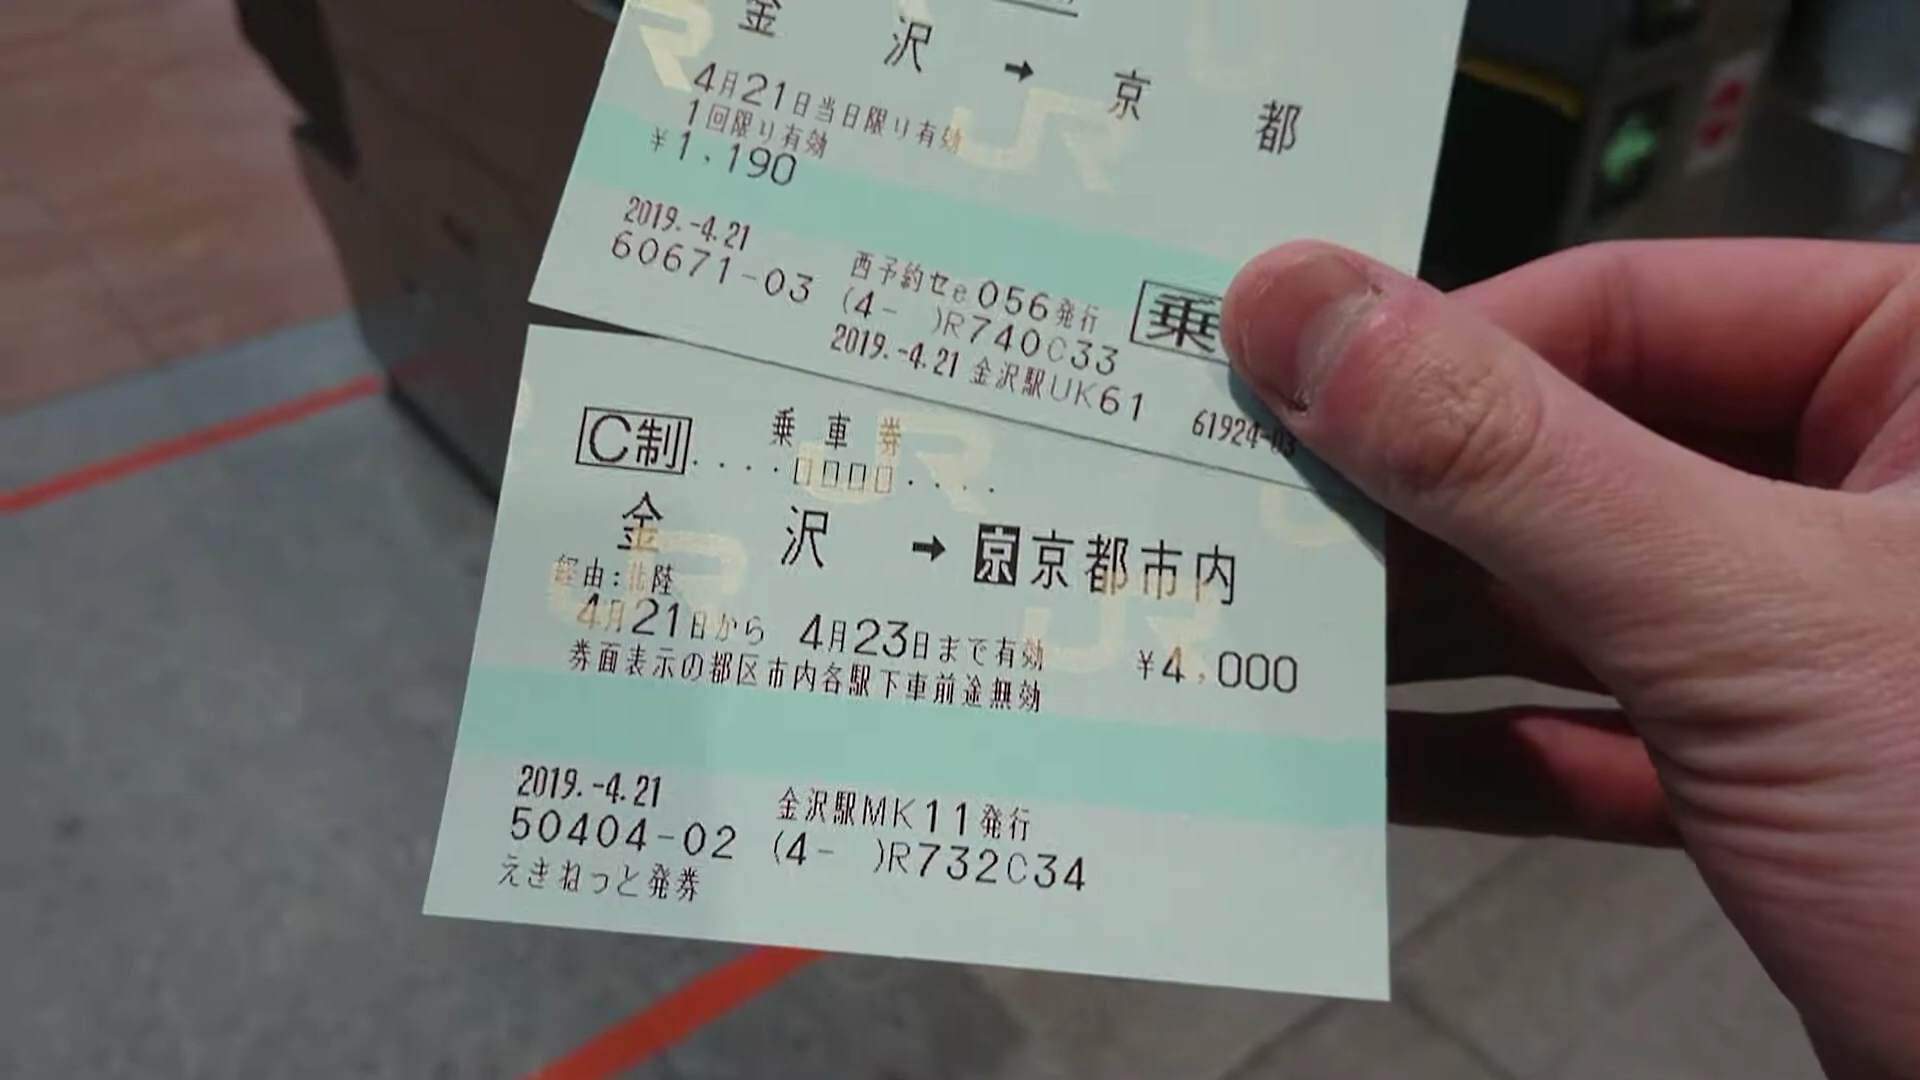 金 沢 → 京 都
4月21日当日限り有効
1回限り有効
¥1,190
2019.-4.21
60671-03
西予約セe056発行
(4- )R740C33
乗
2019.-4.21 金沢駅UK61
61924-03
C制
乗車券
....▯▯▯▯....
金 沢 → 京京都市内
経由:北陸
4月21日から 4月23日まで有効
¥4,000
券面表示の都区市内各駅下車前途無効
2019.-4.21
金沢駅MK11発行
50404-02 (4- )R732C34
えきねっと発券
JR